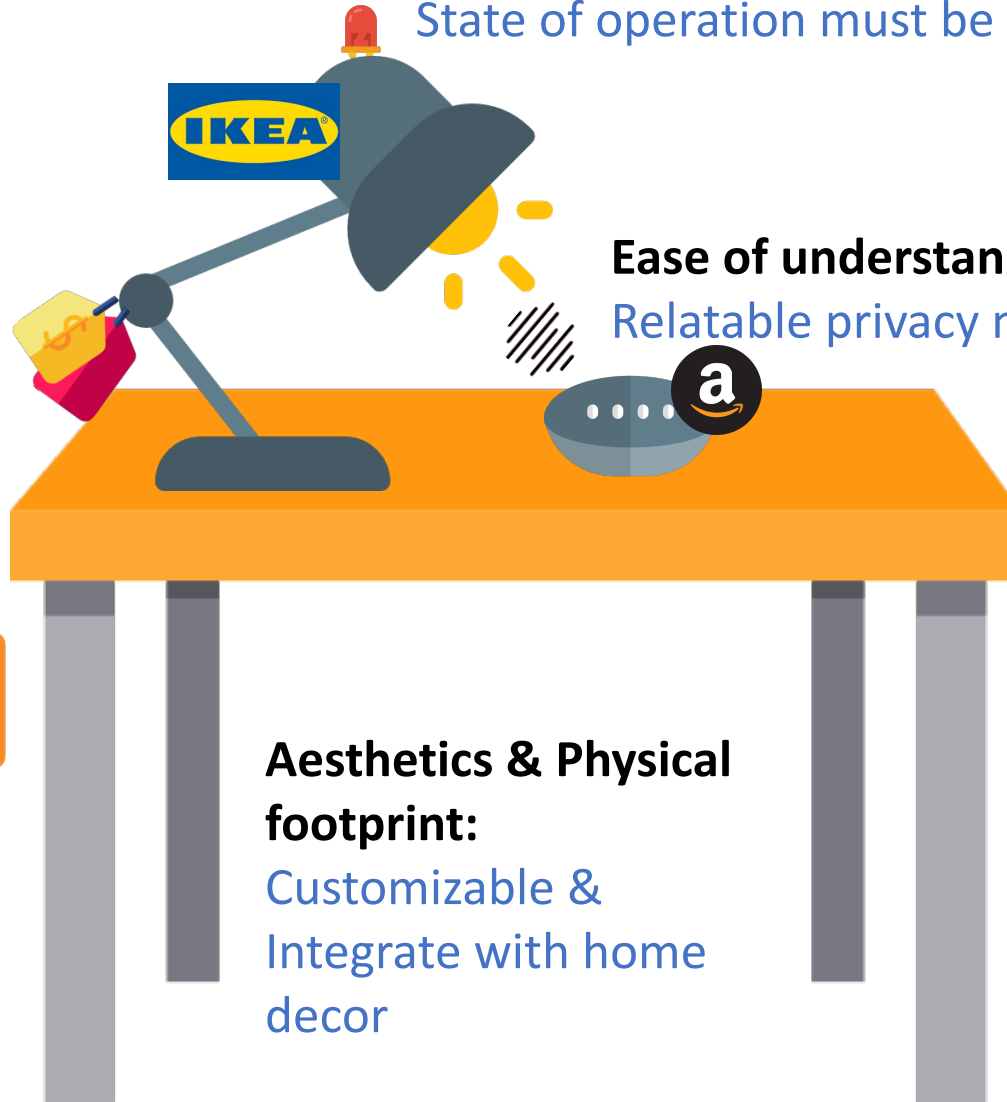 State of operation must be
IKEA®
Ease of understan
Relatable privacy
a
$
Aesthetics & Physical
footprint:
Customizable &
Integrate with home
decor